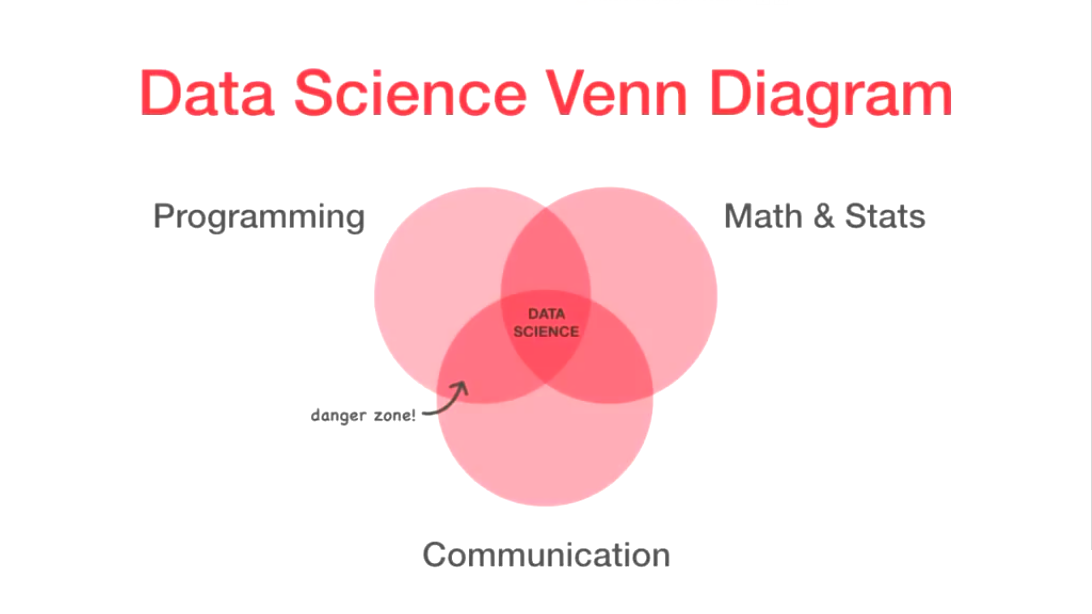 Data Science Venn Diagram
Programming
Math & Stats
DATA
SCIENCE
danger zone!
Communication